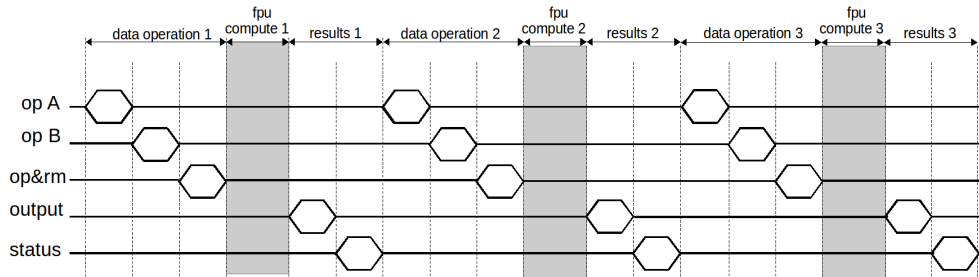 fpu fpu fpu
data operation 1 compute 1 results 1 data operation 2 compute 2 results 2 data operation 3 compute 3 results 3
op A
op B
op&rm
output
status